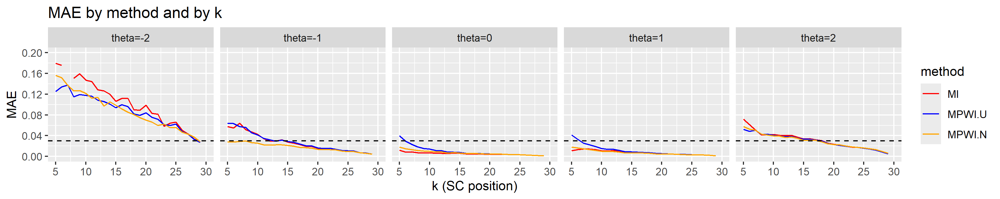 MAE by method and by k
theta=-2 theta=-1 theta=0 theta=1 theta=2
MAE
0.20
0.16
0.12
0.08
0.04
0.00
5 10 15 20 25 30 5 10 15 20 25 30 5 10 15 20 25 30 5 10 15 20 25 30 5 10 15 20 25 30
k (SC position)
method
MI
MPWI.U
MPWI.N